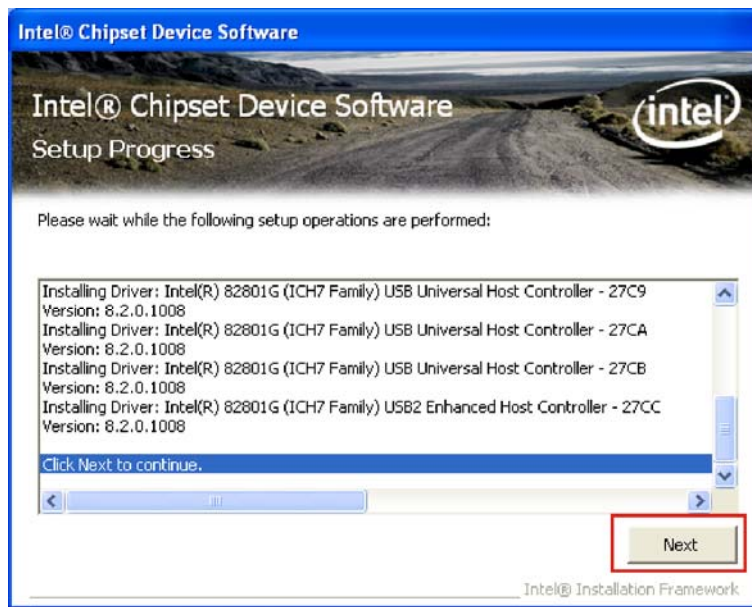 Intel® Chipset Device Software
Intel® Chipset Device Software
intel
Setup Progress
Please wait while the following setup operations are performed:
Installing Driver: Intel(R) 82801G (ICH7 Family) USB Universal Host Controller - 27C9
Version: 8.2.0.1008
Installing Driver: Intel(R) 82801G (ICH7 Family) USB Universal Host Controller - 27CA
Version: 8.2.0.1008
Installing Driver: Intel(R) 82801G (ICH7 Family) USB Universal Host Controller - 27CB
Version: 8.2.0.1008
Installing Driver: Intel(R) 82801G (ICH7 Family) USB2 Enhanced Host Controller - 27CC
Version: 8.2.0.1008
Click Next to continue.
Next
Intel® Installation Framework